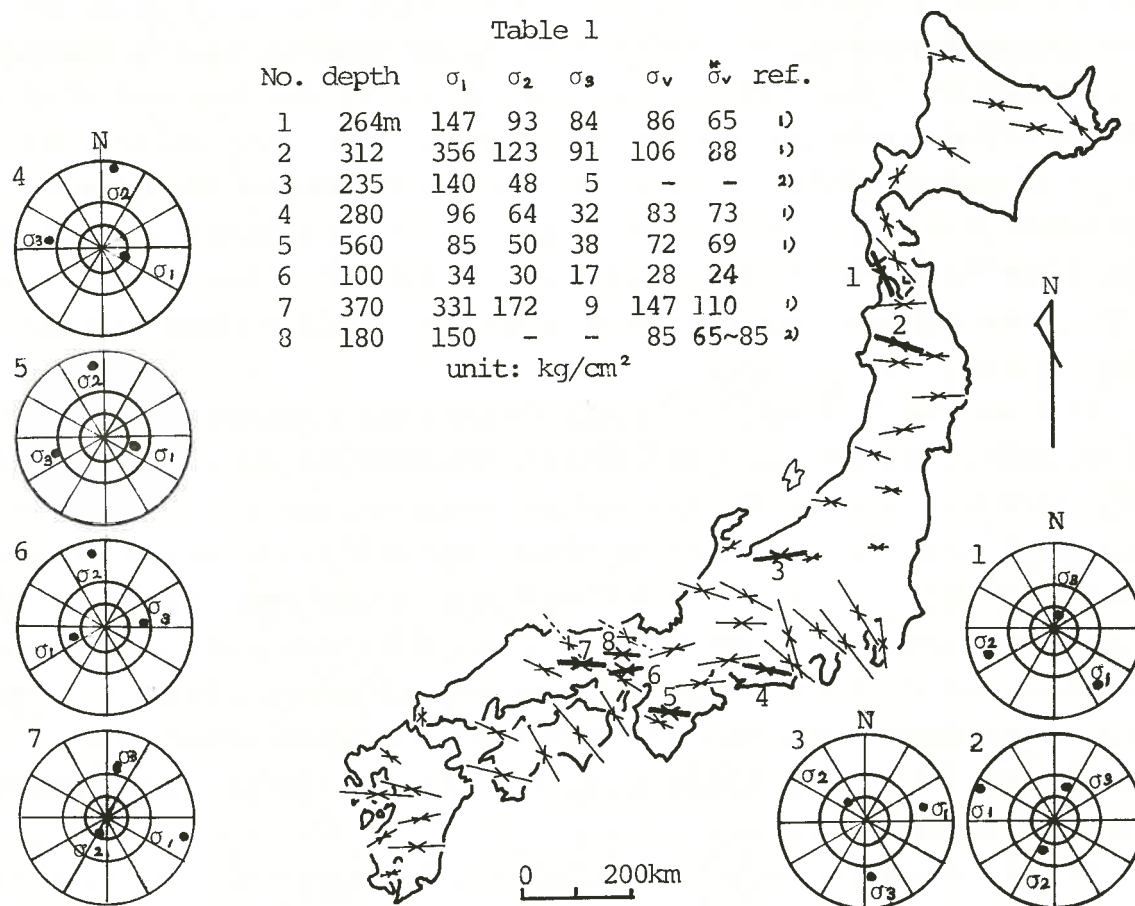 Table 1
No. depth σ₁ σ₂ σ₃ σᵥ σ̽ᵥ ref.
1 264m 147 93 84 86 65 1)
2 312 356 123 91 106 88 1)
3 235 140 48 5 - - 2)
4 280 96 64 32 83 73 1)
5 560 85 50 38 72 69 1)
6 100 34 30 17 28 24
7 370 331 172 9 147 110 1)
8 180 150 - - 85 65~85 2)
unit: kg/cm²
N
4
σ2
σ3
σ1
5
σ2
σ3
σ1
6
σ2
σ3
σ1
7
σ3
σ1
σ2
1
2
3
7
8
6
5
4
N
0 200km
N
1
σ3
σ2
σ1
N
3
σ2
σ1
σ3
2
σ1
σ3
σ2